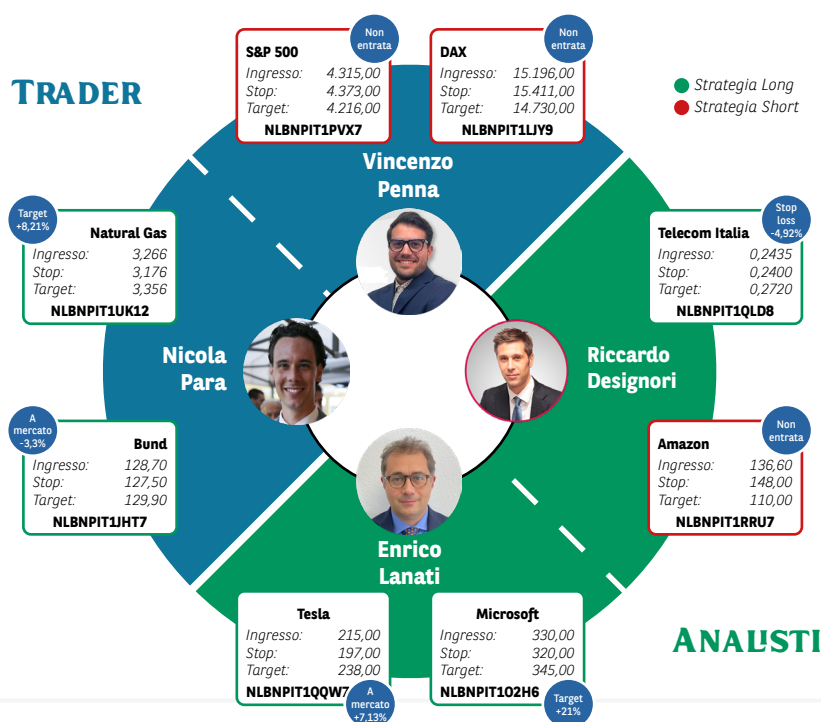 TRADER
S&P 500
Ingresso: 4.315,00
Stop: 4.373,00
Target: 4.216,00
NLBNPIT1PVX7
Non
entrata
DAX
Ingresso: 15.196,00
Stop: 15.411,00
Target: 14.730,00
NLBNPIT1LJY9
Non
entrata
Strategia Long
Strategia Short
Vincenzo
Penna
Target
+8,21%
Natural Gas
Ingresso: 3,266
Stop: 3,176
Target: 3,356
NLBNPIT1UK12
Stop
loss
-4,92%
Telecom Italia
Ingresso: 0,2435
Stop: 0,2400
Target: 0,2720
NLBNPIT1QLD8
Nicola
Para
Riccardo
Designori
A
mercato
-3,3%
Bund
Ingresso: 128,70
Stop: 127,50
Target: 129,90
NLBNPIT1JHT7
Non
entrata
Amazon
Ingresso: 136,60
Stop: 148,00
Target: 110,00
NLBNPIT1RRU7
Enrico
Lanati
Tesla
Ingresso: 215,00
Stop: 197,00
Target: 238,00
NLBNPIT1QQW7
A
mercato
+7,13%
Microsoft
Ingresso: 330,00
Stop: 320,00
Target: 345,00
NLBNPIT1O2H6
Target
+21%
ANALISTI